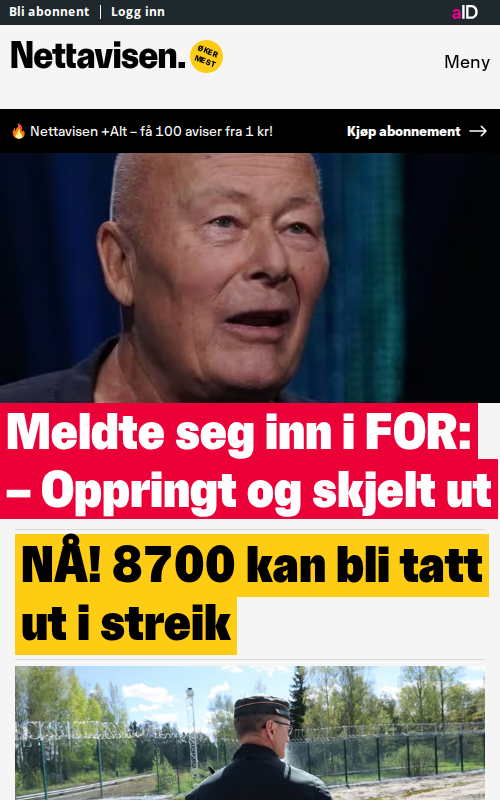 Bli abonnent
Logg inn
aID
Nettavisen.
ØKER
MEST
Meny
🔥 Nettavisen +Alt – få 100 aviser fra 1 kr!
Kjøp abonnement →
Meldte seg inn i FOR:
– Oppringt og skjelt ut
NÅ! 8700 kan bli tatt
ut i streik